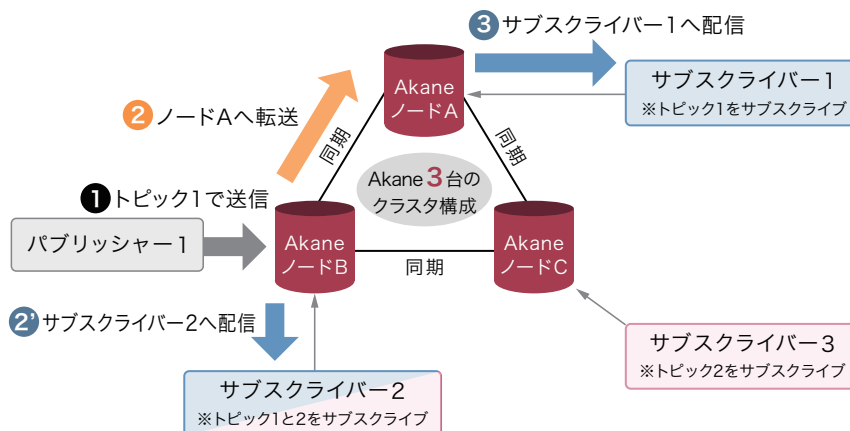 ❸サブスクライバー1へ配信
Akane
ノードA
サブスクライバー1
※トピック1をサブスクライブ
❷ノードAへ転送
同期
同期
Akane 3台の
クラスタ構成
❶トピック1で送信
パブリッシャー1
Akane
ノードB
同期
Akane
ノードC
❷'サブスクライバー2へ配信
サブスクライバー3
※トピック2をサブスクライブ
サブスクライバー2
※トピック1と2をサブスクライブ